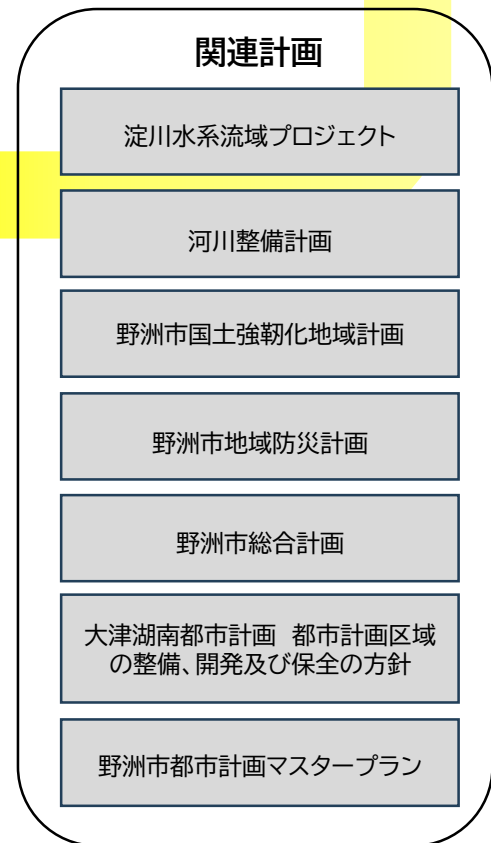 関連計画
淀川水系流域プロジェクト
河川整備計画
野洲市国土強靭化地域計画
野洲市地域防災計画
野洲市総合計画
大津湖南都市計画　都市計画区域
の整備、開発及び保全の方針
野洲市都市計画マスタープラン